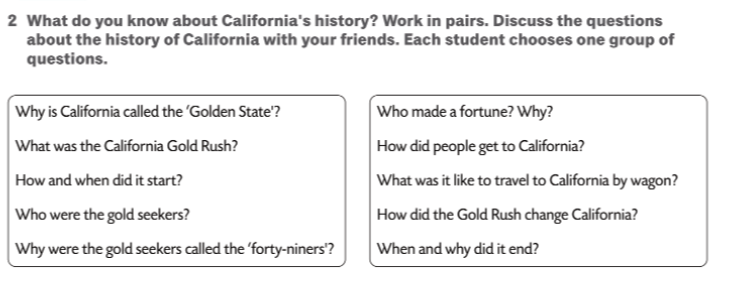 2 What do you know about California's history? Work in pairs. Discuss the questions
about the history of California with your friends. Each student chooses one group of
questions.
Why is California called the 'Golden State'?
What was the California Gold Rush?
How and when did it start?
Who were the gold seekers?
Why were the gold seekers called the 'forty-niners'?
Who made a fortune? Why?
How did people get to California?
What was it like to travel to California by wagon?
How did the Gold Rush change California?
When and why did it end?